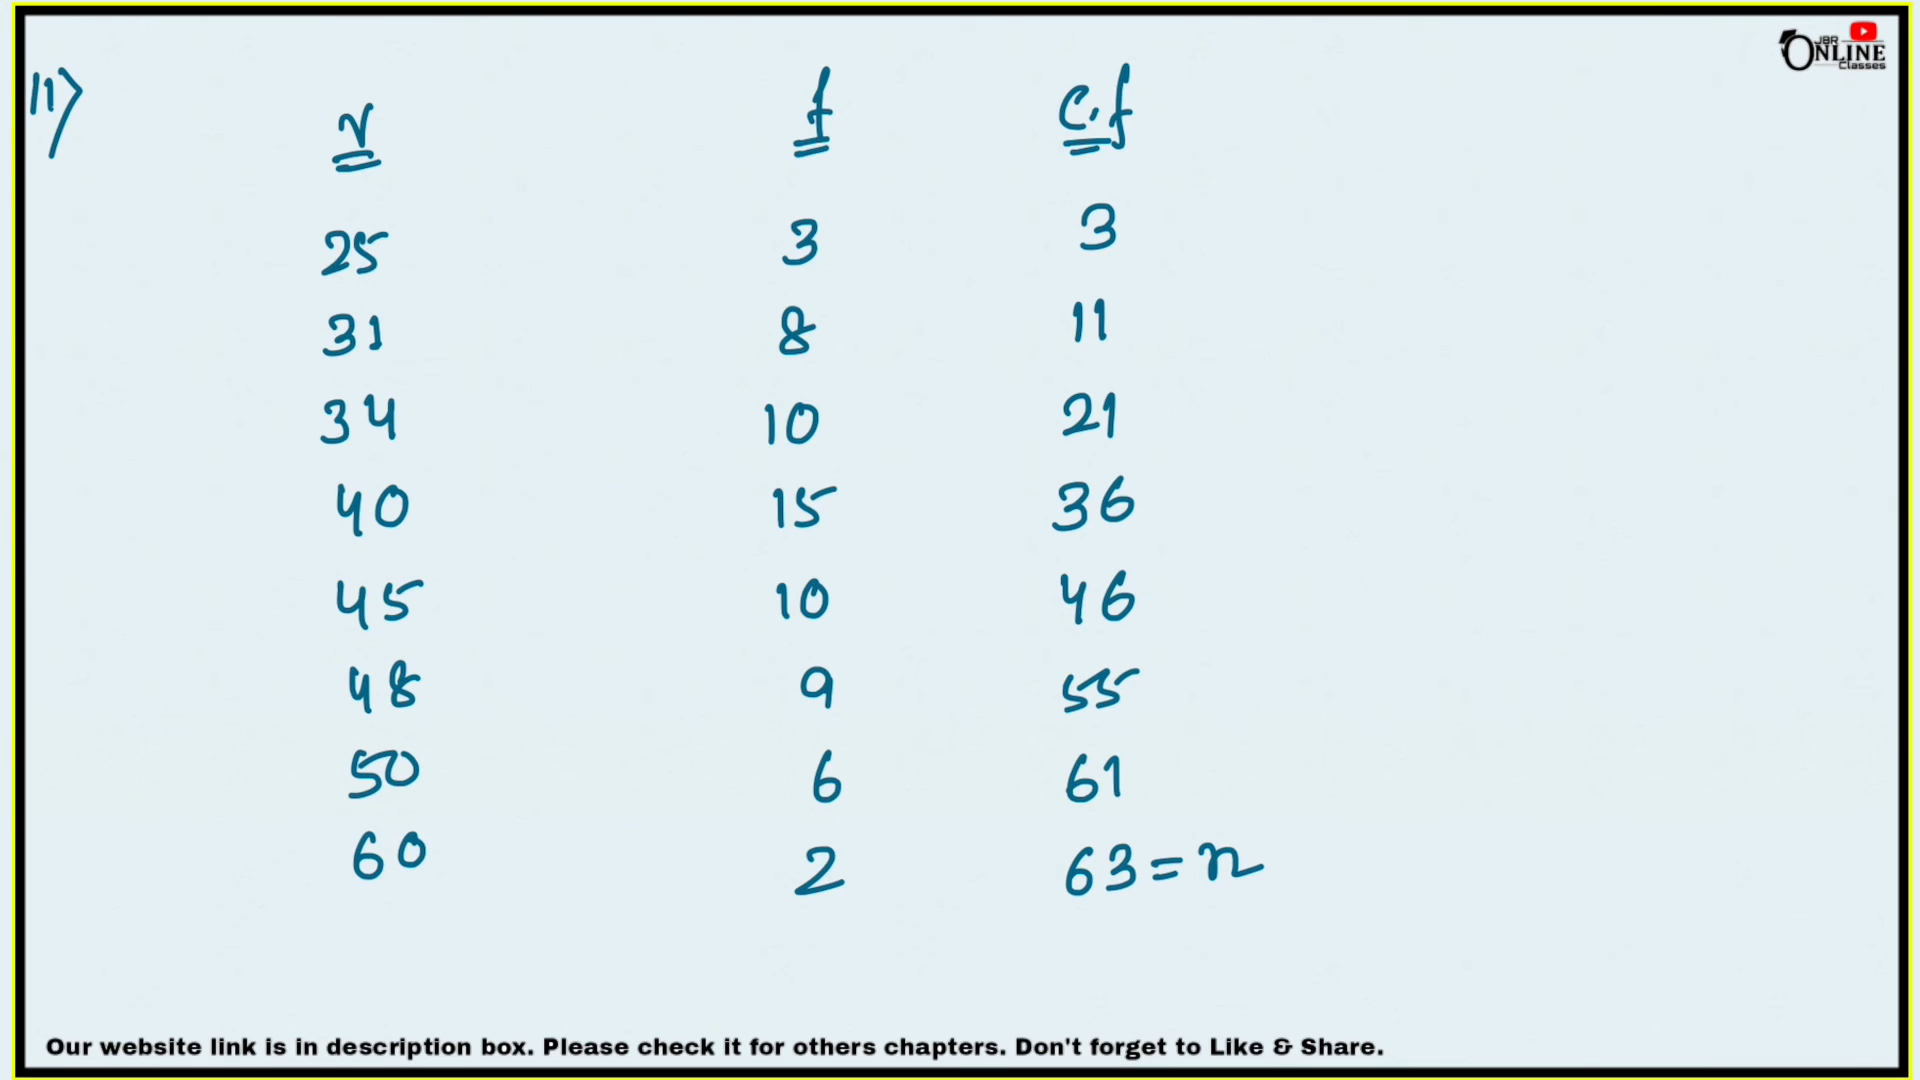 JBR
ONLINE
Classes
11)
x f c.f
25 3 3
31 8 11
34 10 21
40 15 36
45 10 46
48 9 55
50 6 61
60 2 63=n
Our website link is in description box. Please check it for others chapters. Don't forget to Like & Share.